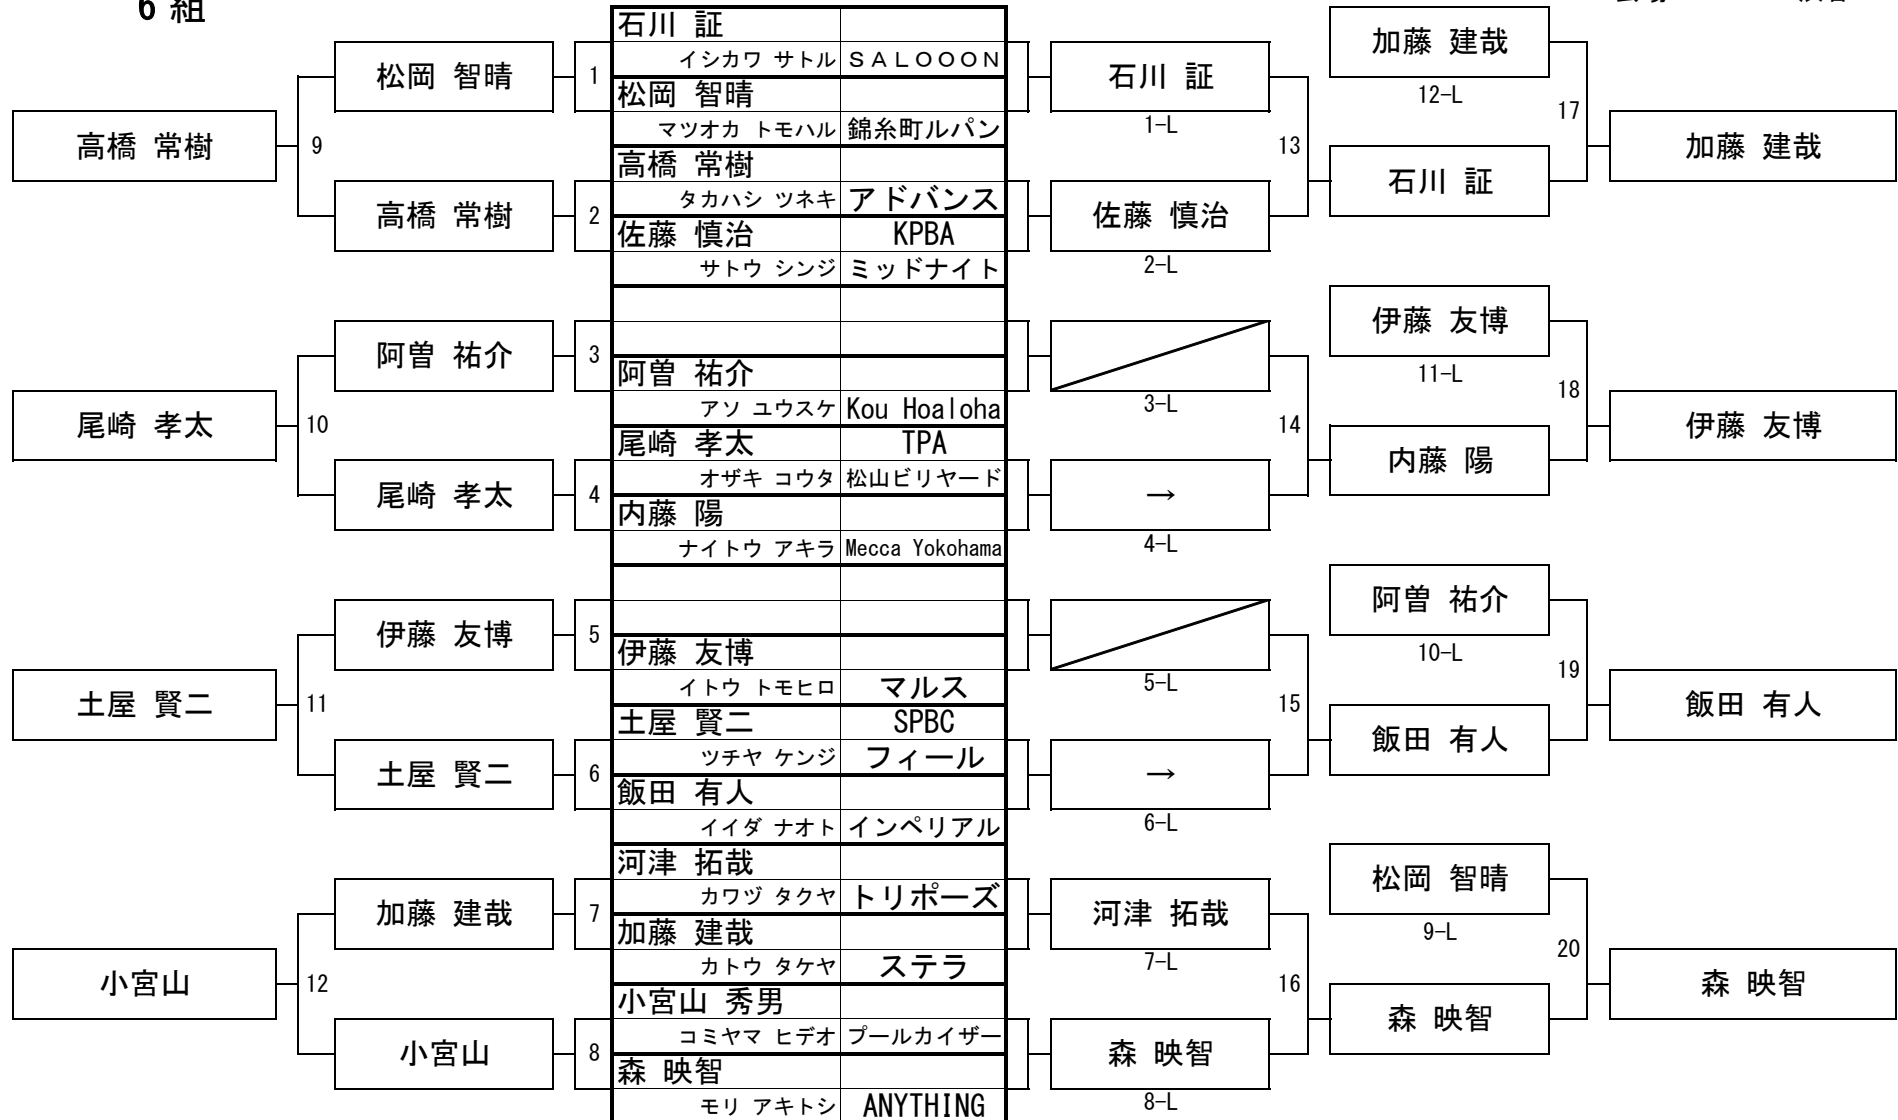 6 組
石川 証
イシカワ サトル ＳＡＬＯＯＯＮ
松岡 智晴
マツオカ トモハル 錦糸町ルパン
高橋 常樹
タカハシ ツネキ アドバンス
佐藤 慎治 KPBA
サトウ シンジ ミッドナイト
阿曽 祐介
アソ ユウスケ Kou Hoaloha
尾崎 孝太 TPA
オザキ コウタ 松山ビリヤード
内藤 陽
ナイトウ アキラ Mecca Yokohama
伊藤 友博
イトウ トモヒロ マルス
土屋 賢二 SPBC
ツチヤ ケンジ フィール
飯田 有人
イイダ ナオト インペリアル
河津 拓哉
カワヅ タクヤ トリポーズ
加藤 建哉
カトウ タケヤ ステラ
小宮山 秀男
コミヤマ ヒデオ プールカイザー
森 映智
モリ アキトシ ANYTHING
松岡 智晴
1
高橋 常樹
9
高橋 常樹
2
阿曽 祐介
3
尾崎 孝太
10
尾崎 孝太
4
伊藤 友博
5
土屋 賢二
11
土屋 賢二
6
加藤 建哉
7
小宮山
12
小宮山
8
石川 証
1-L
13
佐藤 慎治
2-L
3-L
14
→
4-L
5-L
15
→
6-L
河津 拓哉
7-L
16
森 映智
8-L
加藤 建哉
12-L
17
加藤 建哉
石川 証
伊藤 友博
11-L
18
伊藤 友博
内藤 陽
阿曽 祐介
10-L
19
飯田 有人
飯田 有人
松岡 智晴
9-L
20
森 映智
森 映智